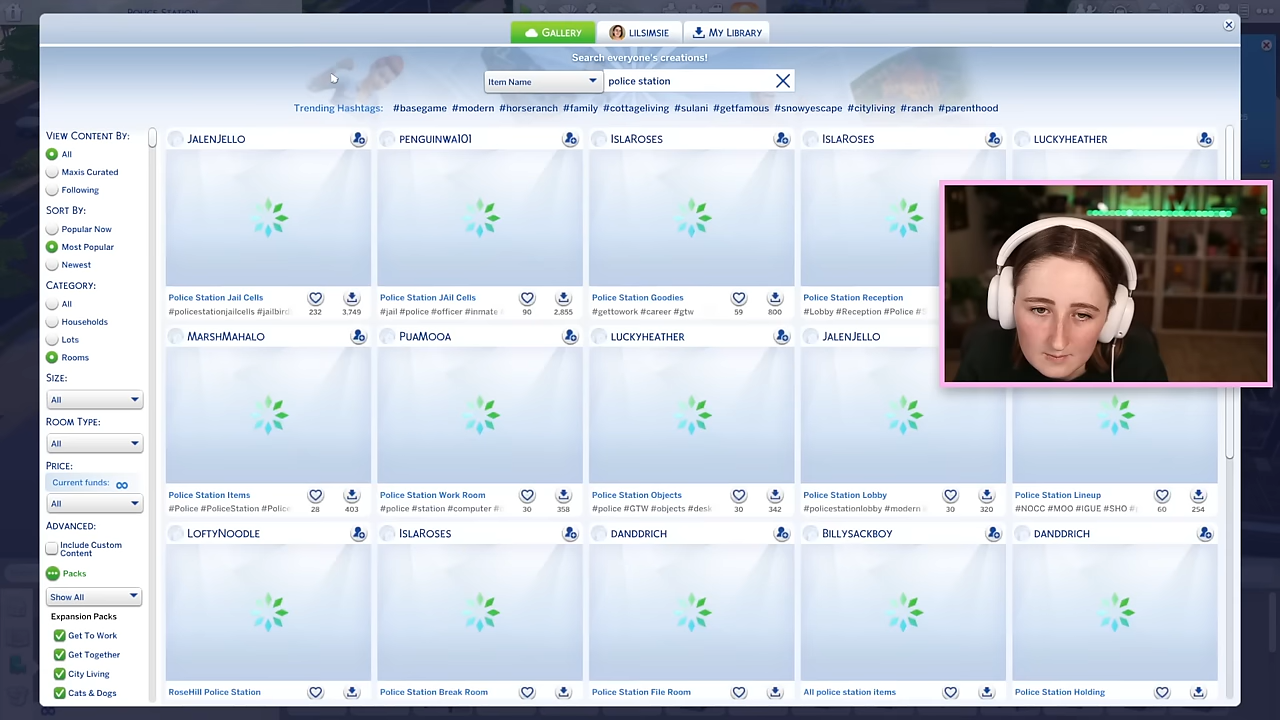 POLICE STATION
GALLERY
LILSIMSIE
MY LIBRARY
Search everyone's creations!
Item Name
police station
Trending Hashtags: #basegame #modern #horseranch #family #cottageliving #sulani #getfamous #snowyescape #cityliving #ranch #parenthood
VIEW CONTENT BY:
All
Maxis Curated
Following
SORT BY:
Popular Now
Most Popular
Newest
CATEGORY:
All
Households
Lots
Rooms
SIZE:
All
ROOM TYPE:
All
PRICE:
Current funds: ∞
All
ADVANCED:
Include Custom
Content
Packs
Show All
Expansion Packs
Get To Work
Get Together
City Living
Cats & Dogs
JALENJELLO
PENGUINWA101
ISLAROSES
ISLAROSES
LUCKYHEATHER
Police Station Jail Cells
#policestationjailcells #jailbird
232
3,749
Police Station JAil Cells
#jail #police #officer #inmate
90
2,855
Police Station Goodies
#gettowork #career #gtw
59
800
Police Station Reception
#Lobby #Reception #Police
MARSHMAHALO
PUAMOOA
LUCKYHEATHER
JALENJELLO
Police Station Items
#Police #PoliceStation #Police
28
403
Police Station Work Room
#police #station #computer
30
358
Police Station Objects
#police #GTW #objects #desk
30
342
Police Station Lobby
#policestationlobby #modern
30
320
Police Station Lineup
#NOCC #MOO #IGUE #SHO
60
254
LOFTYNOODLE
ISLAROSES
DANDDRICH
BILLYSACKBOY
DANDDRICH
RoseHill Police Station
Police Station Break Room
Police Station File Room
All police station items
Police Station Holding